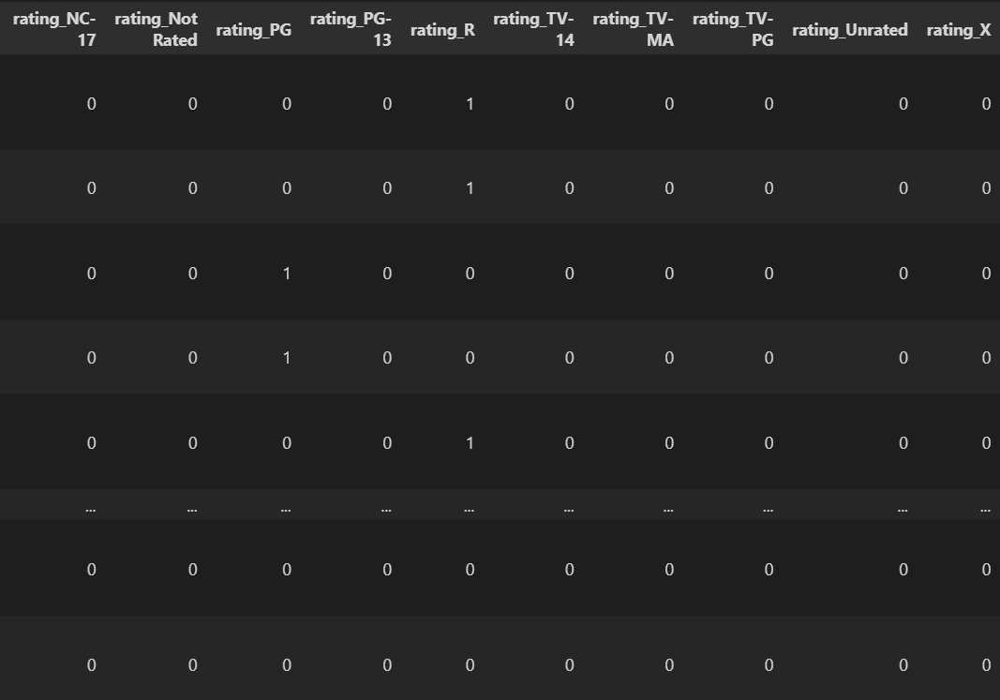 rating_NC-17 rating_Not Rated rating_PG rating_PG-13 rating_R rating_TV-14 rating_TV-MA rating_TV-PG rating_Unrated rating_X
0 0 0 0 1 0 0 0 0 0
0 0 0 0 1 0 0 0 0 0
0 0 1 0 0 0 0 0 0 0
0 0 1 0 0 0 0 0 0 0
0 0 0 0 1 0 0 0 0 0
... ... ... ... ... ... ... ... ... ...
0 0 0 0 0 0 0 0 0 0
0 0 0 0 0 0 0 0 0 0